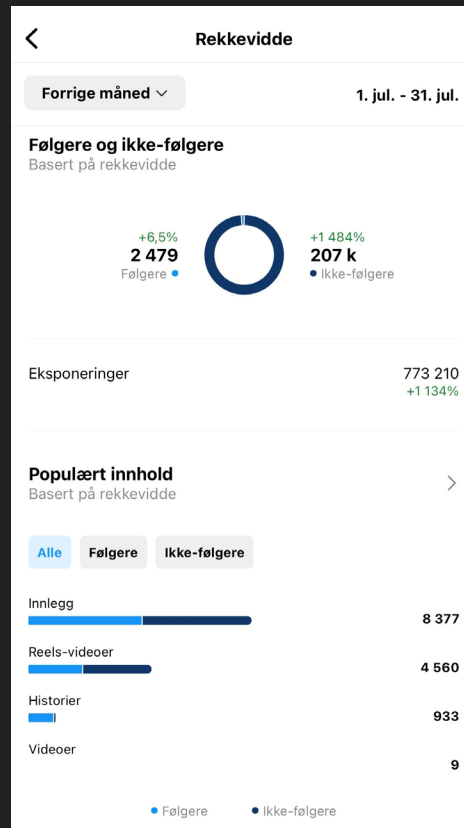 Rekkevidde
Forrige måned
1. jul. - 31. jul.
Følgere og ikke-følgere
Basert på rekkevidde
+6,5%
2 479
Følgere
+1 484%
207 k
Ikke-følgere
Eksponeringer
773 210
+1 134%
Populært innhold
Basert på rekkevidde
Alle Følgere Ikke-følgere
Innlegg
8 377
Reels-videoer
4 560
Historier
933
Videoer
9
Følgere Ikke-følgere